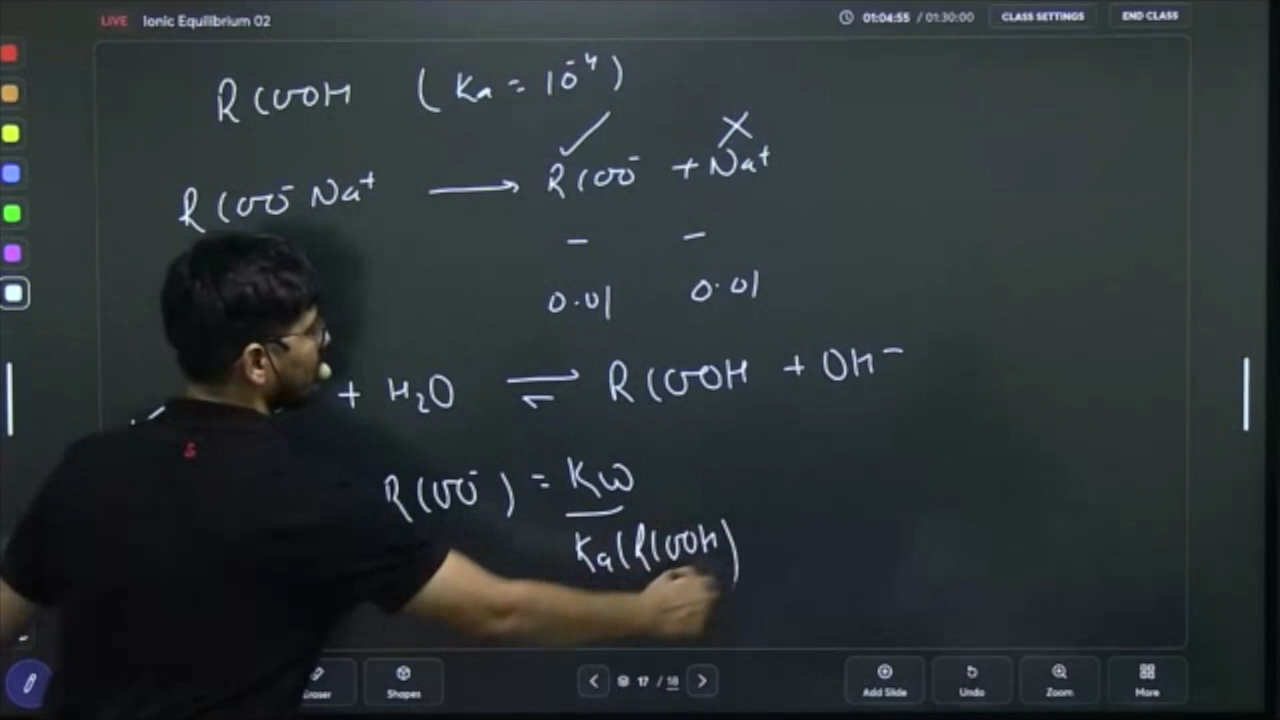 LIVE Ionic Equilibrium 02
01:04:55 / 01:30:00 CLASS SETTINGS END CLASS
RCOOH (Ka = 10⁻⁴)
✓ ×
RCOO⁻ Na⁺ ⟶ RCOO⁻ + Na⁺
– –
0.01 0.01
+ H₂O ⇌ RCOOH + OH⁻
RCOO⁻) = Kw
Ka(RCOOH)
Shapes 17 / 18 Add Slide Undo Zoom More